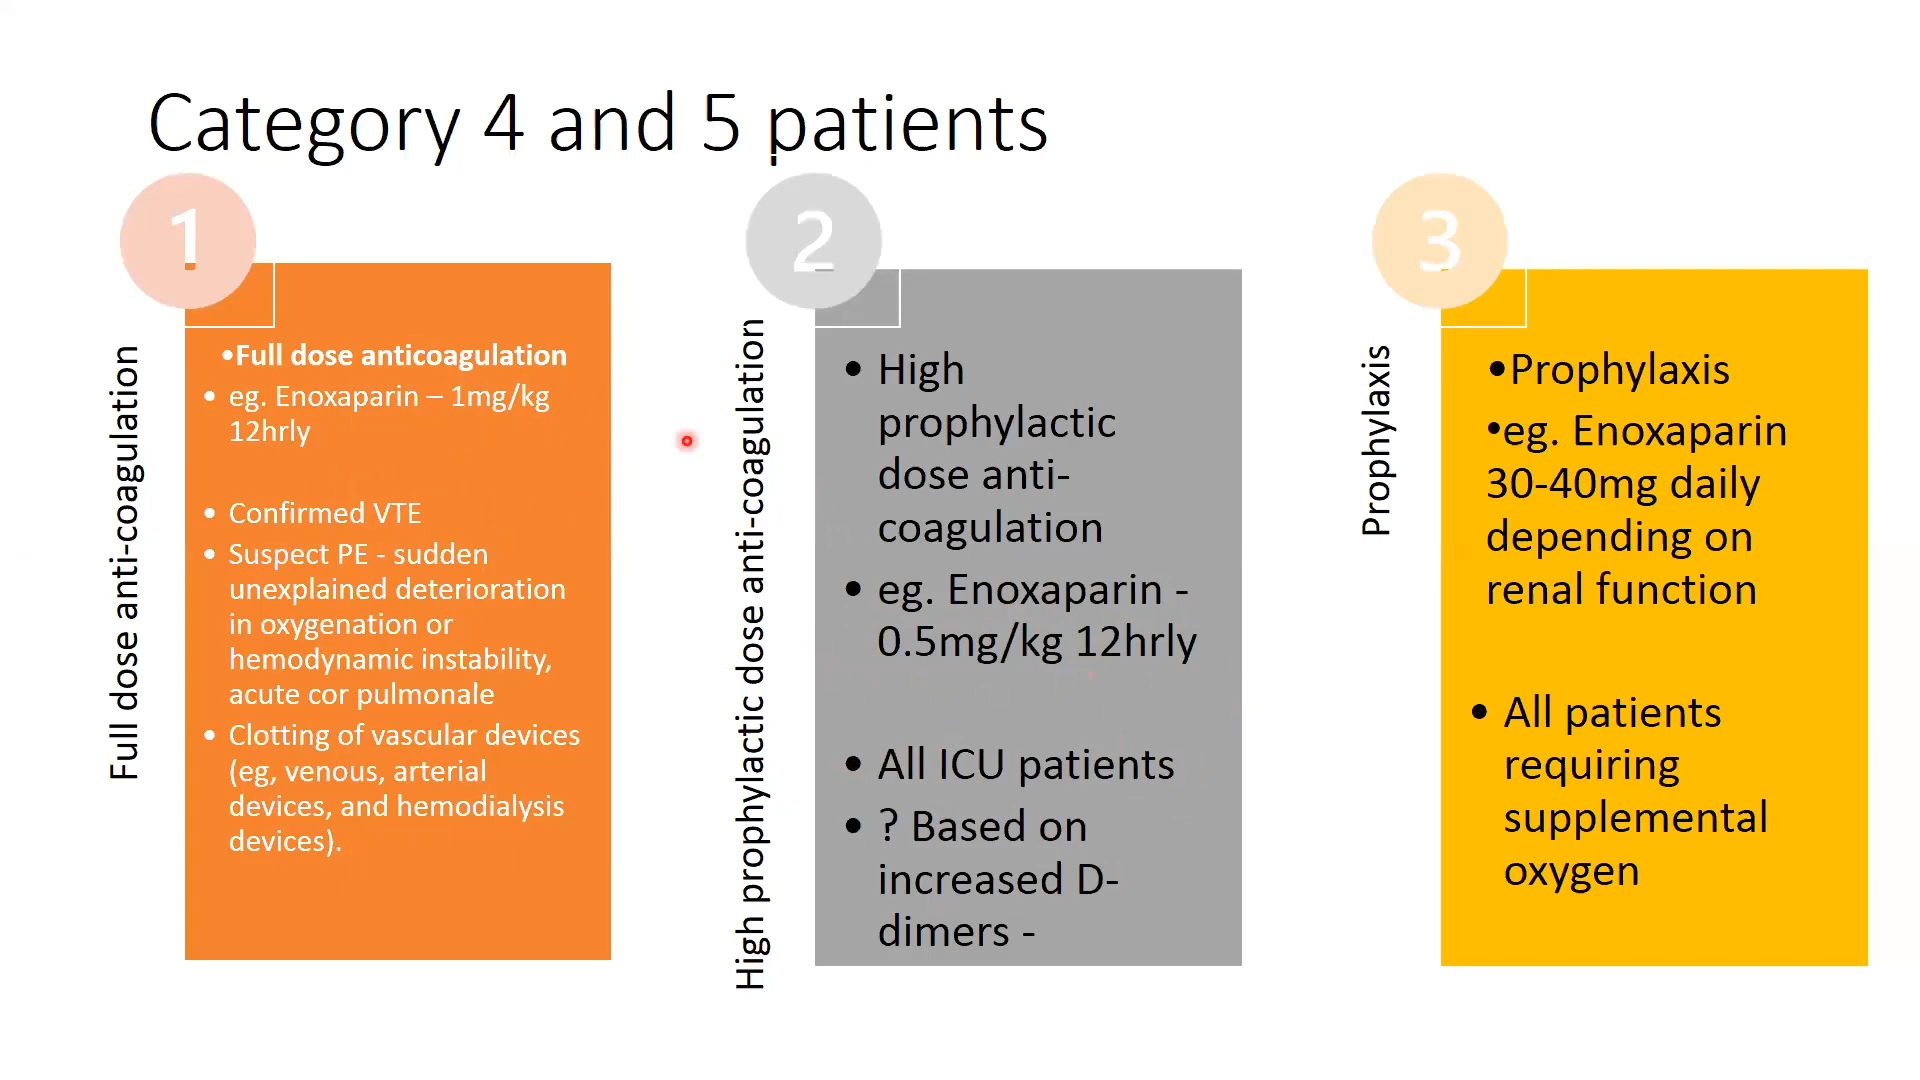 Category 4 and 5 patients
1
Full dose anti-coagulation
•Full dose anticoagulation
• eg. Enoxaparin – 1mg/kg
12hrly
• Confirmed VTE
• Suspect PE - sudden
unexplained deterioration
in oxygenation or
hemodynamic instability,
acute cor pulmonale
• Clotting of vascular devices
(eg, venous, arterial
devices, and hemodialysis
devices).
2
High prophylactic dose anti-coagulation
• High
prophylactic
dose anti-
coagulation
• eg. Enoxaparin -
0.5mg/kg 12hrly
• All ICU patients
• ? Based on
increased D-
dimers -
3
Prophylaxis
•Prophylaxis
•eg. Enoxaparin
30-40mg daily
depending on
renal function
• All patients
requiring
supplemental
oxygen